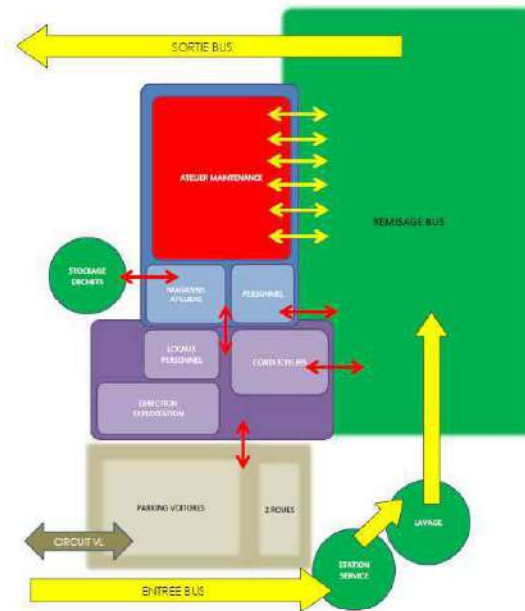 SORTIE BUS
ATELIER MAINTENANCE
REMISAGE BUS
STOCKAGE
DECHETS
MAGASINS
ATELIERS
PERSONNEL
LOCAUX
PERSONNEL
CONDUCTEURS
DIRECTION
EXPLOITATION
PARKING VOITURES
2 ROUES
LAVAGE
CIRCUIT VL
STATION
SERVICE
ENTREE BUS